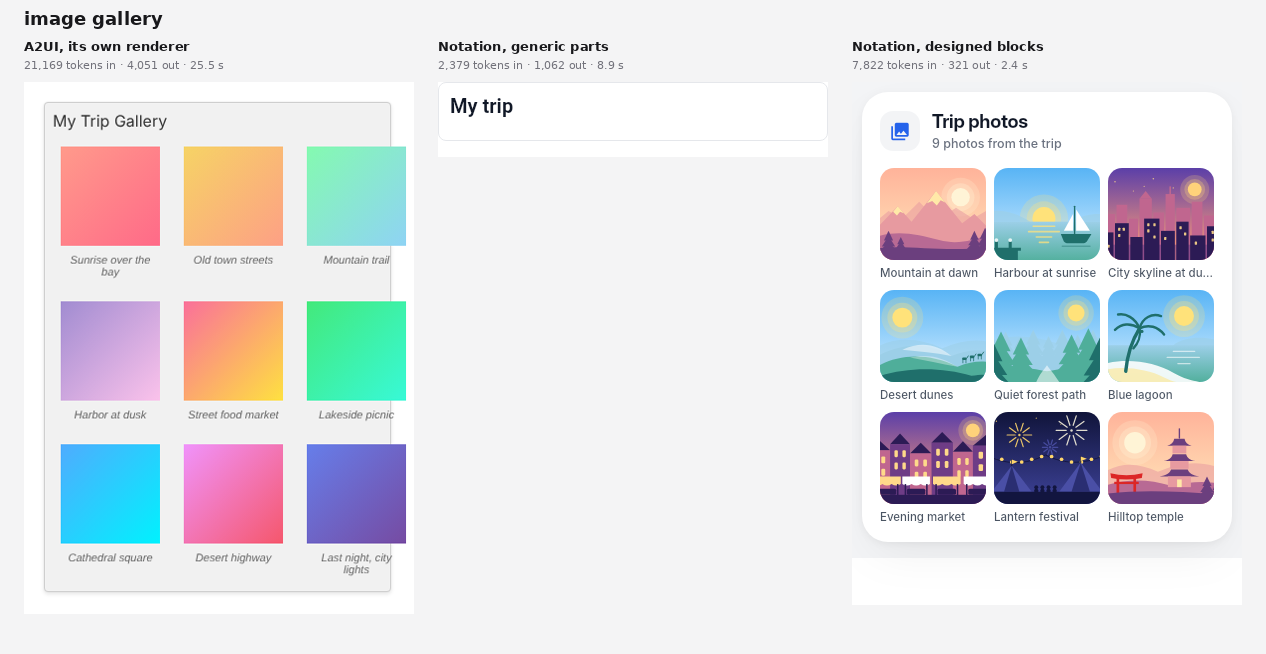 image gallery
A2UI, its own renderer
21,169 tokens in · 4,051 out · 25.5 s
My Trip Gallery
Sunrise over the
bay
Old town streets
Mountain trail
Harbor at dusk
Street food market
Lakeside picnic
Cathedral square
Desert highway
Last night, city
lights
Notation, generic parts
2,379 tokens in · 1,062 out · 8.9 s
My trip
Notation, designed blocks
7,822 tokens in · 321 out · 2.4 s
Trip photos
9 photos from the trip
Mountain at dawn
Harbour at sunrise
City skyline at du...
Desert dunes
Quiet forest path
Blue lagoon
Evening market
Lantern festival
Hilltop temple